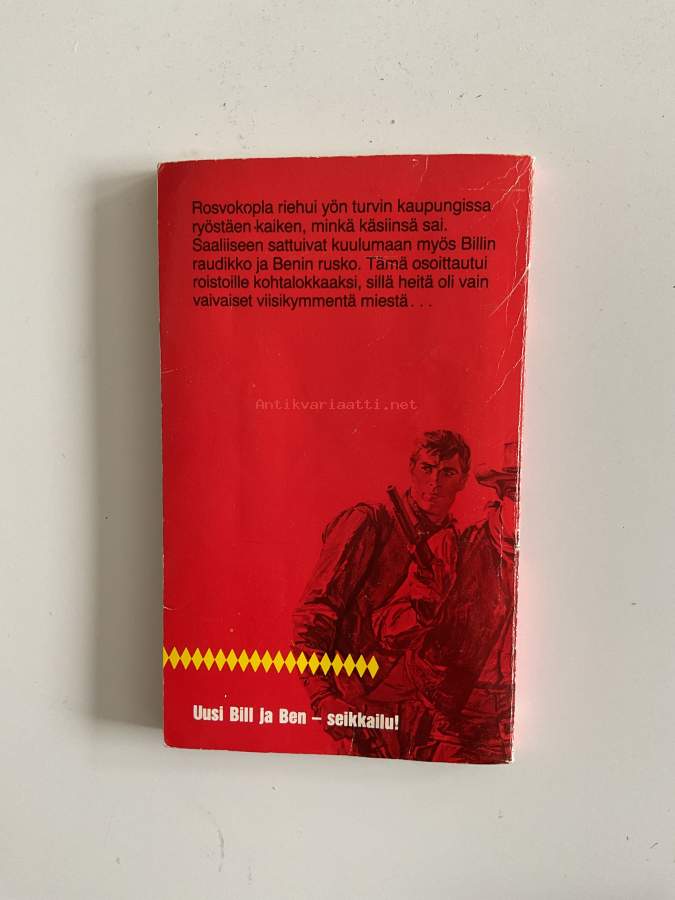 Rosvokopla riehui yön turvin kaupungissa
ryöstäen kaiken, minkä käsiinsä sai.
Saaliiseen sattuivat kuulumaan myös Billin
raudikko ja Benin rusko. Tämä osoittautui
roistoille kohtalokkaaksi, sillä heitä oli vain
vaivaiset viisikymmentä miestä...
Antikvariaatti.net
Uusi Bill ja Ben – seikkailu!